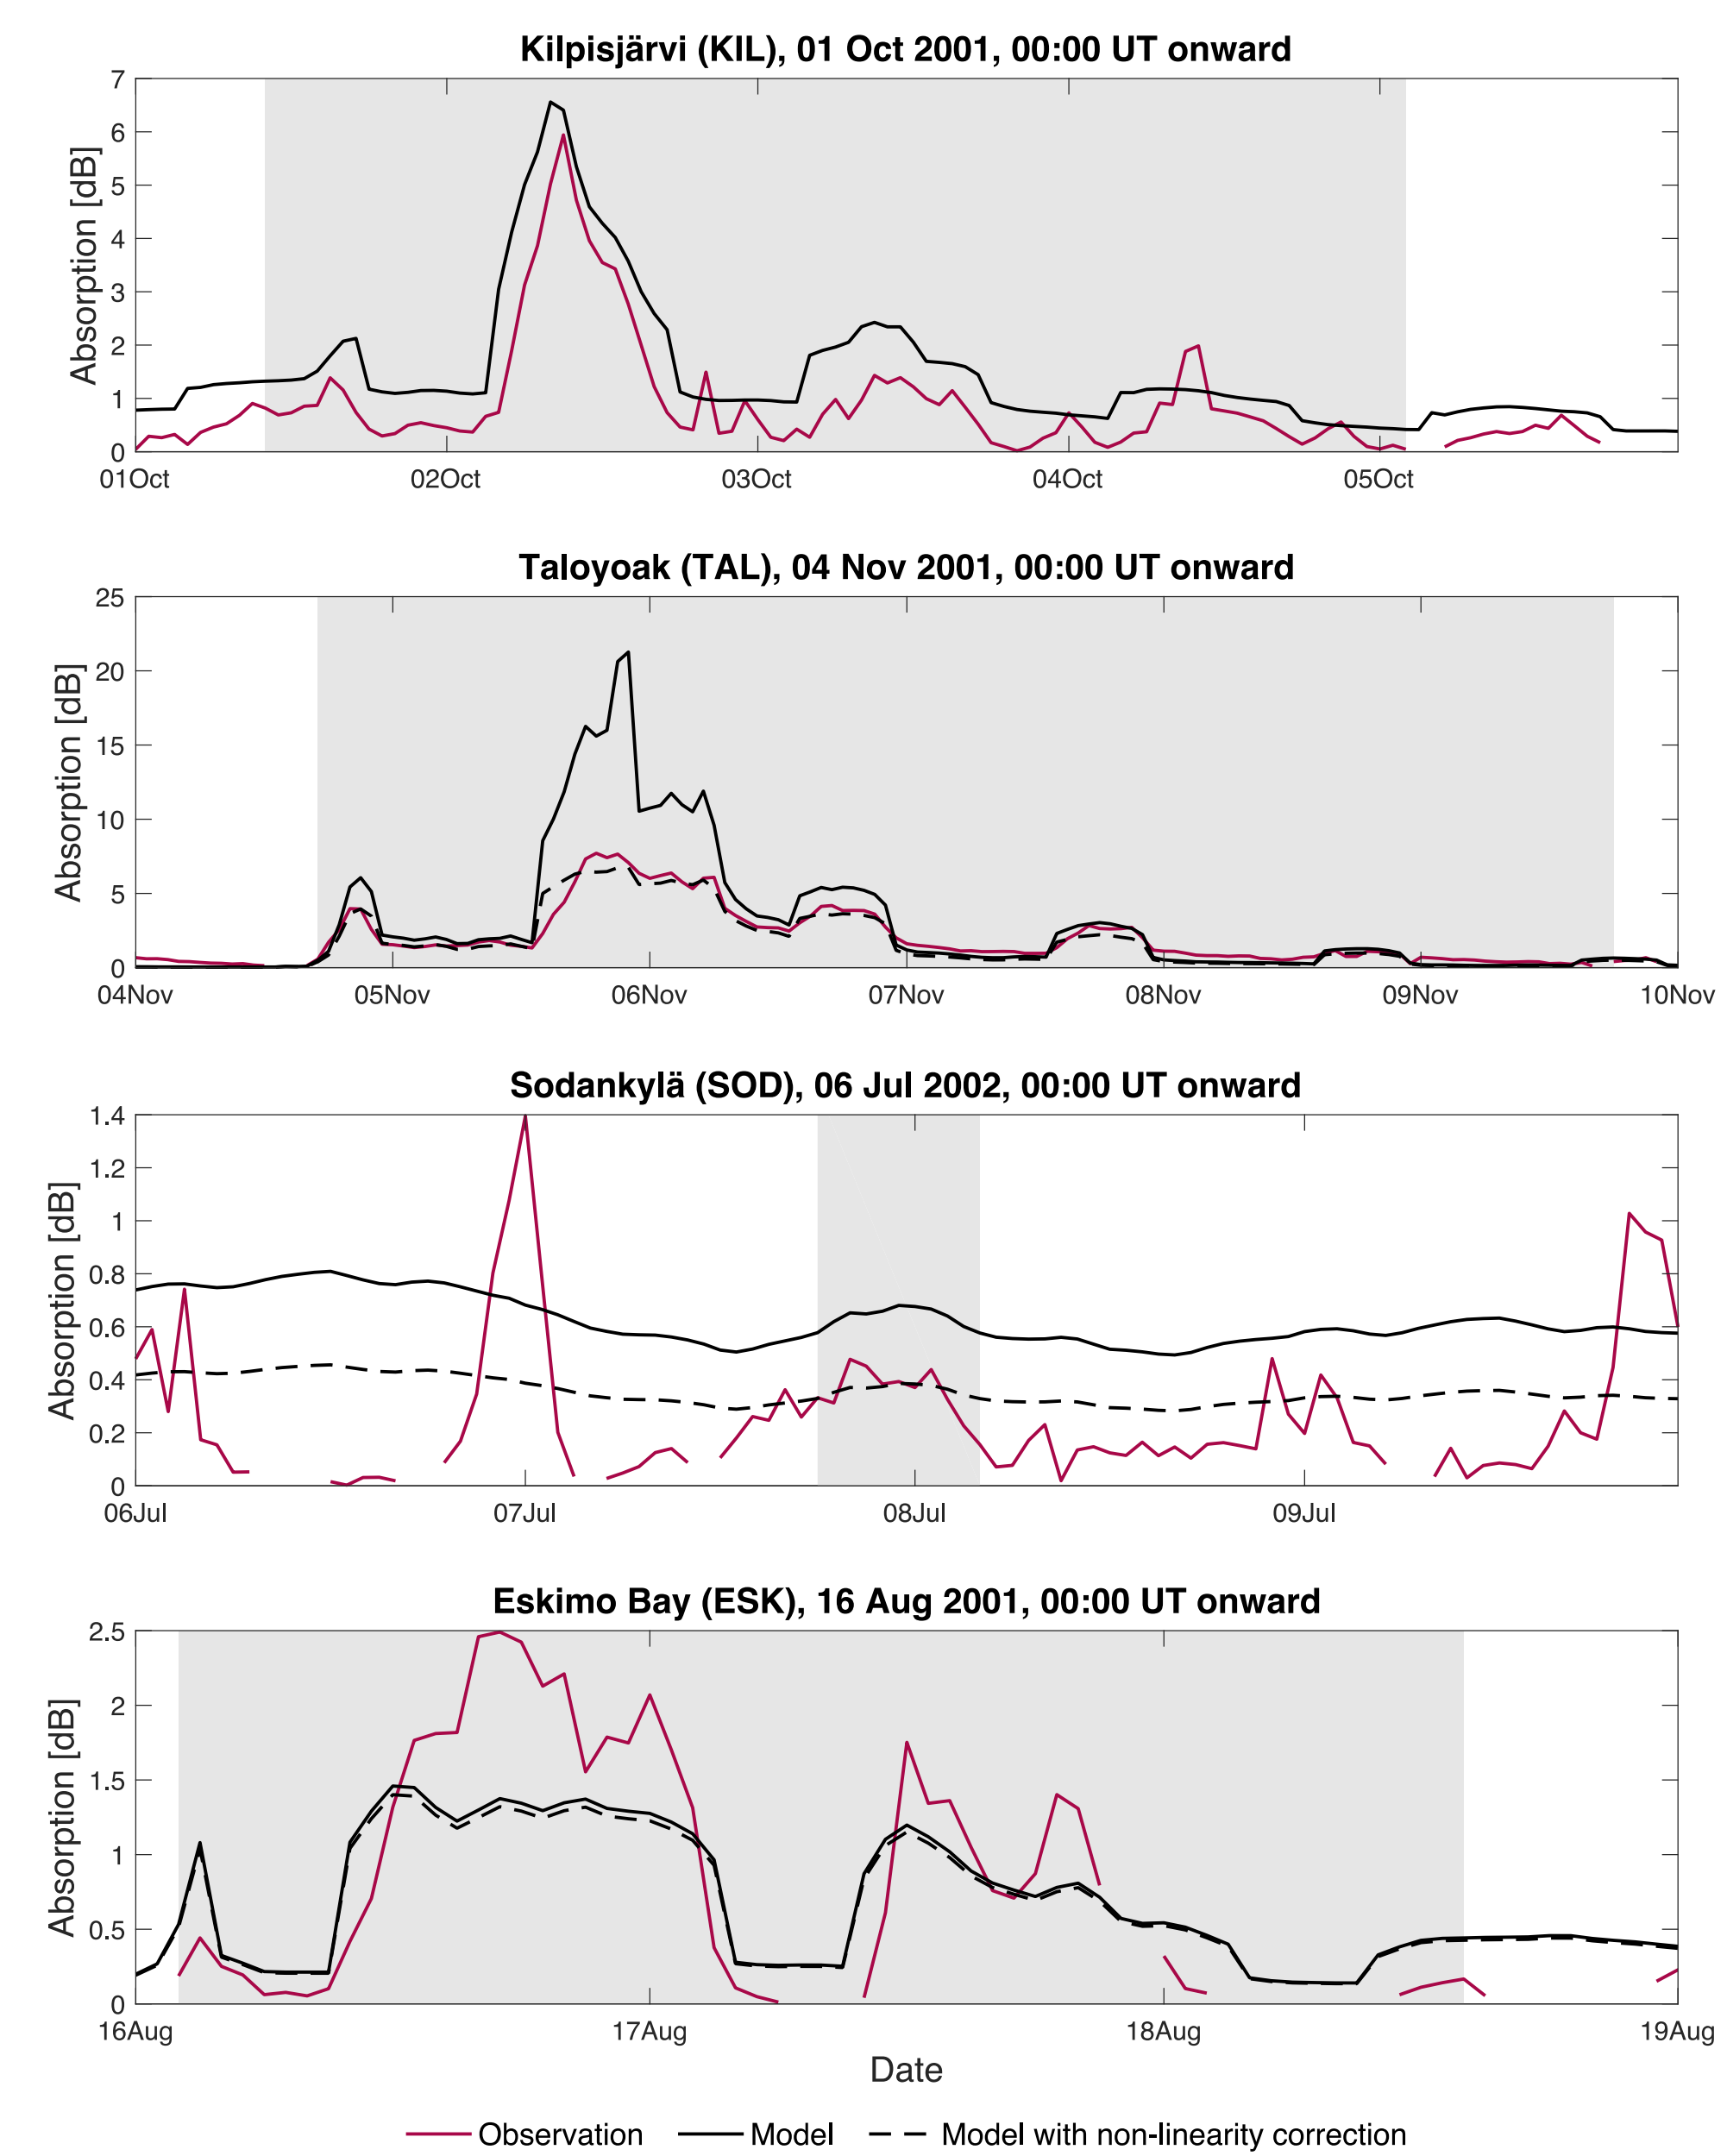 Kilpisjärvi (KIL), 01 Oct 2001, 00:00 UT onward
Absorption [dB]
7
6
5
4
3
2
1
0
01Oct 02Oct 03Oct 04Oct 05Oct
Taloyoak (TAL), 04 Nov 2001, 00:00 UT onward
Absorption [dB]
25
20
15
10
5
0
04Nov 05Nov 06Nov 07Nov 08Nov 09Nov 10Nov
Sodankylä (SOD), 06 Jul 2002, 00:00 UT onward
Absorption [dB]
1.4
1.2
1
0.8
0.6
0.4
0.2
0
06Jul 07Jul 08Jul 09Jul
Eskimo Bay (ESK), 16 Aug 2001, 00:00 UT onward
Absorption [dB]
2.5
2
1.5
1
0.5
0
16Aug 17Aug 18Aug 19Aug
Date
Observation Model Model with non-linearity correction